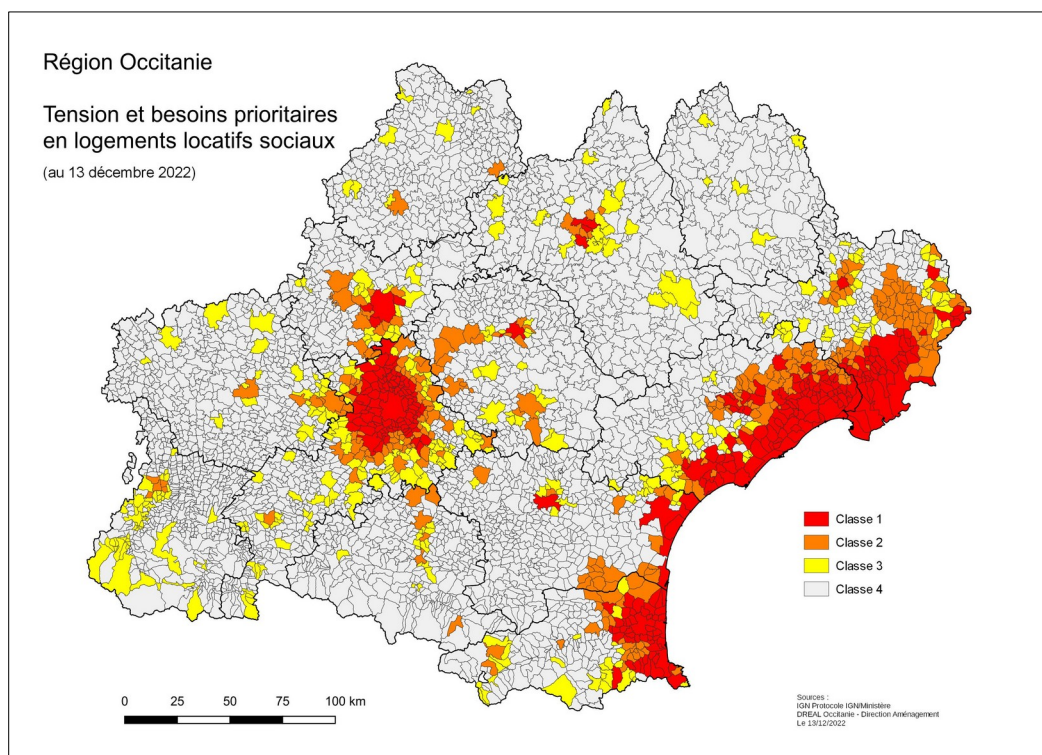 Région Occitanie
Tension et besoins prioritaires
en logements locatifs sociaux
(au 13 décembre 2022)
Classe 1
Classe 2
Classe 3
Classe 4
0 25 50 75 100 km
Sources :
IGN Protocole IGN/Ministère
DREAL Occitanie - Direction Aménagement
Le 13/12/2022